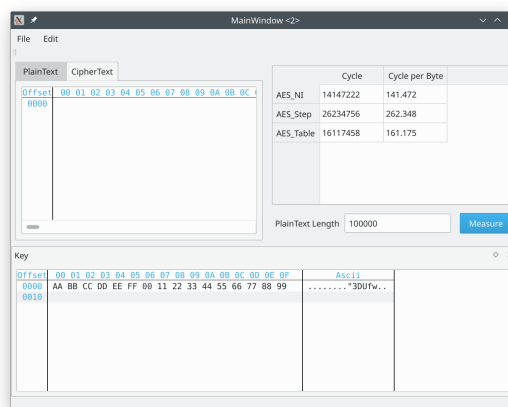 MainWindow <2>
File Edit
PlainText CipherText
Offset 00 01 02 03 04 05 06 07 08 09 0A 0B 0C
0000
Cycle Cycle per Byte
AES_NI 14147222 141.472
AES_Step 26234756 262.348
AES_Table 16117458 161.175
PlainText Length 100000 Measure
Key
Offset 00 01 02 03 04 05 06 07 08 09 0A 0B 0C 0D 0E 0F Ascii
0000 AA BB CC DD EE FF 00 11 22 33 44 55 66 77 88 99 ........"3DUfw..
0010